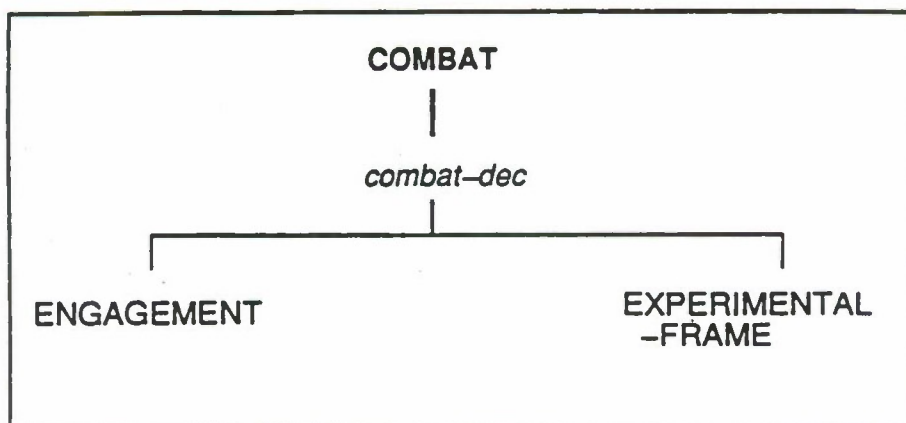 COMBAT
combat–dec
ENGAGEMENT
EXPERIMENTAL
–FRAME